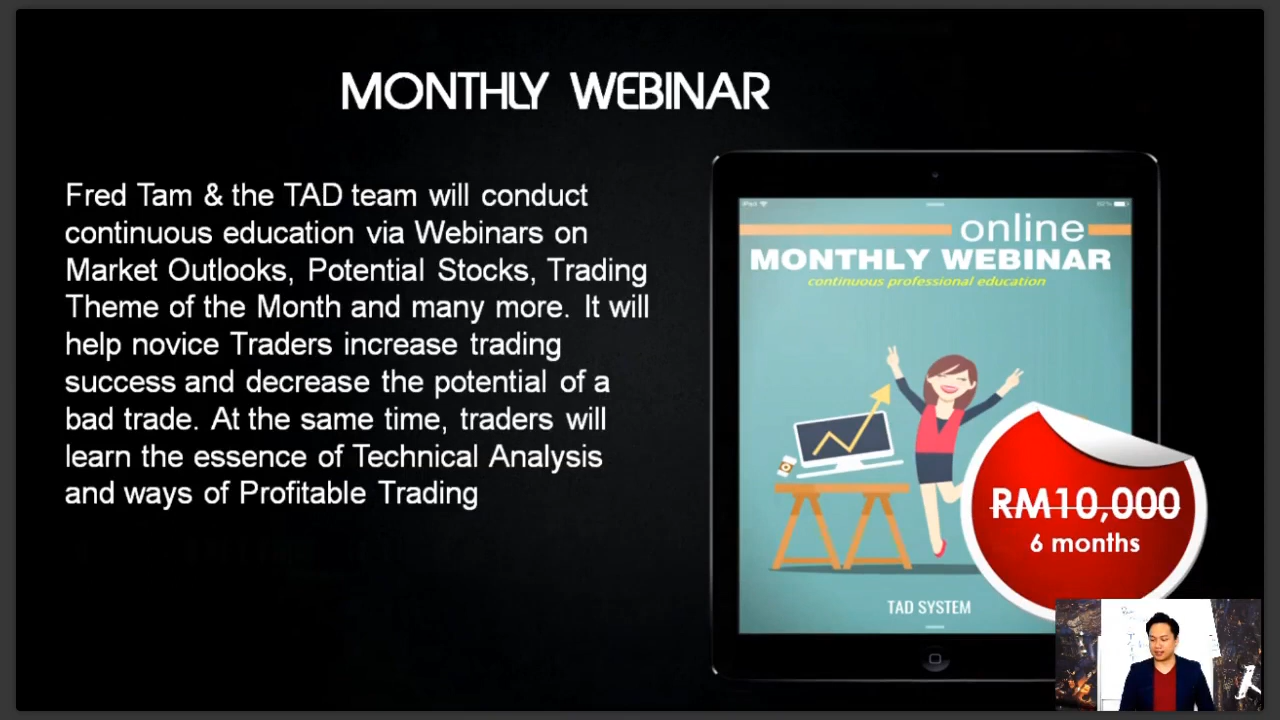 MONTHLY WEBINAR
Fred Tam & the TAD team will conduct
continuous education via Webinars on
Market Outlooks, Potential Stocks, Trading
Theme of the Month and many more. It will
help novice Traders increase trading
success and decrease the potential of a
bad trade. At the same time, traders will
learn the essence of Technical Analysis
and ways of Profitable Trading
iPad
online
MONTHLY WEBINAR
continuous professional education
RM10,000
6 months
TAD SYSTEM